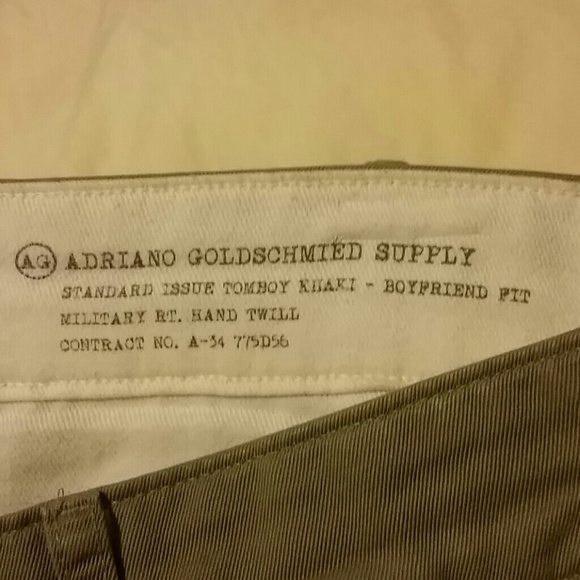 AG ADRIANO GOLDSCHMIED SUPPLY
STANDARD ISSUE TOMBOY KHAKI - BOYFRIEND FIT
MILITARY RT. HAND TWILL
CONTRACT NO. A-34 775D56